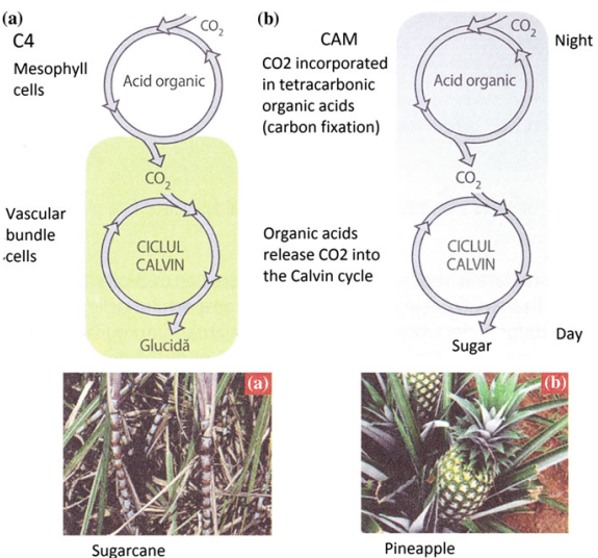 (a)
C4
Mesophyll
cells
CO2
Acid organic
CO2
Vascular
bundle
cells
CICLUL
CALVIN
Glucidă
(b)
CAM
CO2 incorporated
in tetracarbonic
organic acids
(carbon fixation)
CO2
Night
Acid organic
CO2
Organic acids
release CO2 into
the Calvin cycle
CICLUL
CALVIN
Sugar
Day
(a)
Sugarcane
(b)
Pineapple